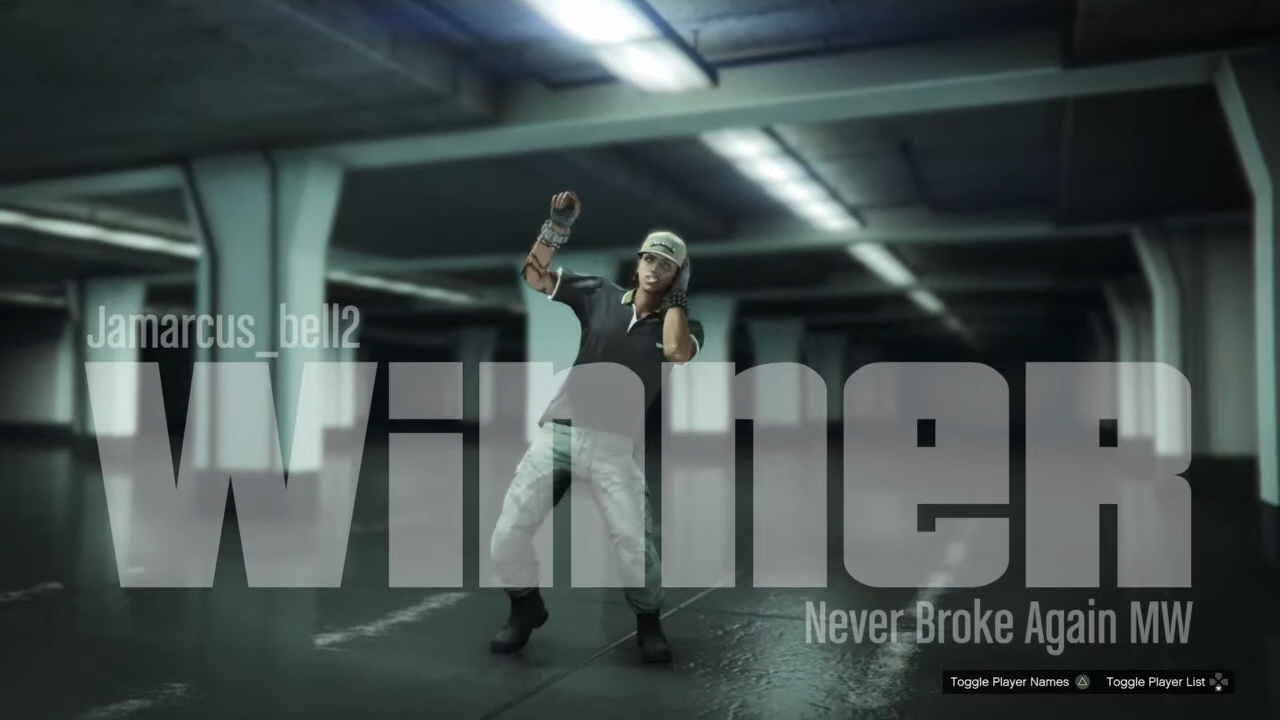 Jamarcus_bell2
winner
Never Broke Again MW
Toggle Player Names
Toggle Player List